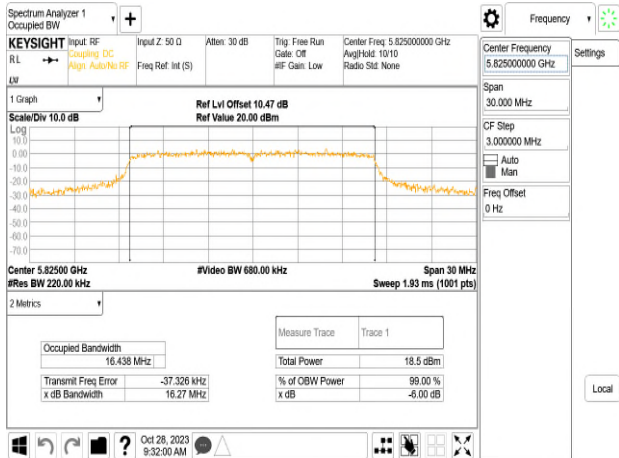 Spectrum Analyzer 1
Occupied BW
+
Frequency
KEYSIGHT
RL
Input: RF
Coupling: DC
Align: Auto/No RF
Input Z: 50 Ω
Freq Ref: Int (S)
Atten: 30 dB
Trig: Free Run
Gate: Off
#IF Gain: Low
Center Freq: 5.825000000 GHz
Avg|Hold: 10/10
Radio Std: None
Center Frequency
5.825000000 GHz
Settings
Span
30.000 MHz
CF Step
3.000000 MHz
Auto
Man
Freq Offset
0 Hz
Local
1 Graph
Scale/Div 10.0 dB
Ref Lvl Offset 10.47 dB
Ref Value 20.00 dBm
Log
10.0
0.00
-10.0
-20.0
-30.0
-40.0
-50.0
-60.0
-70.0
Center 5.82500 GHz
#Res BW 220.00 kHz
#Video BW 680.00 kHz
Span 30 MHz
Sweep 1.93 ms (1001 pts)
2 Metrics
Measure Trace Trace 1
Occupied Bandwidth
16.438 MHz
Total Power 18.5 dBm
Transmit Freq Error -37.326 kHz
% of OBW Power 99.00 %
x dB Bandwidth 16.27 MHz
x dB -6.00 dB
?
Oct 28, 2023
9:32:00 AM